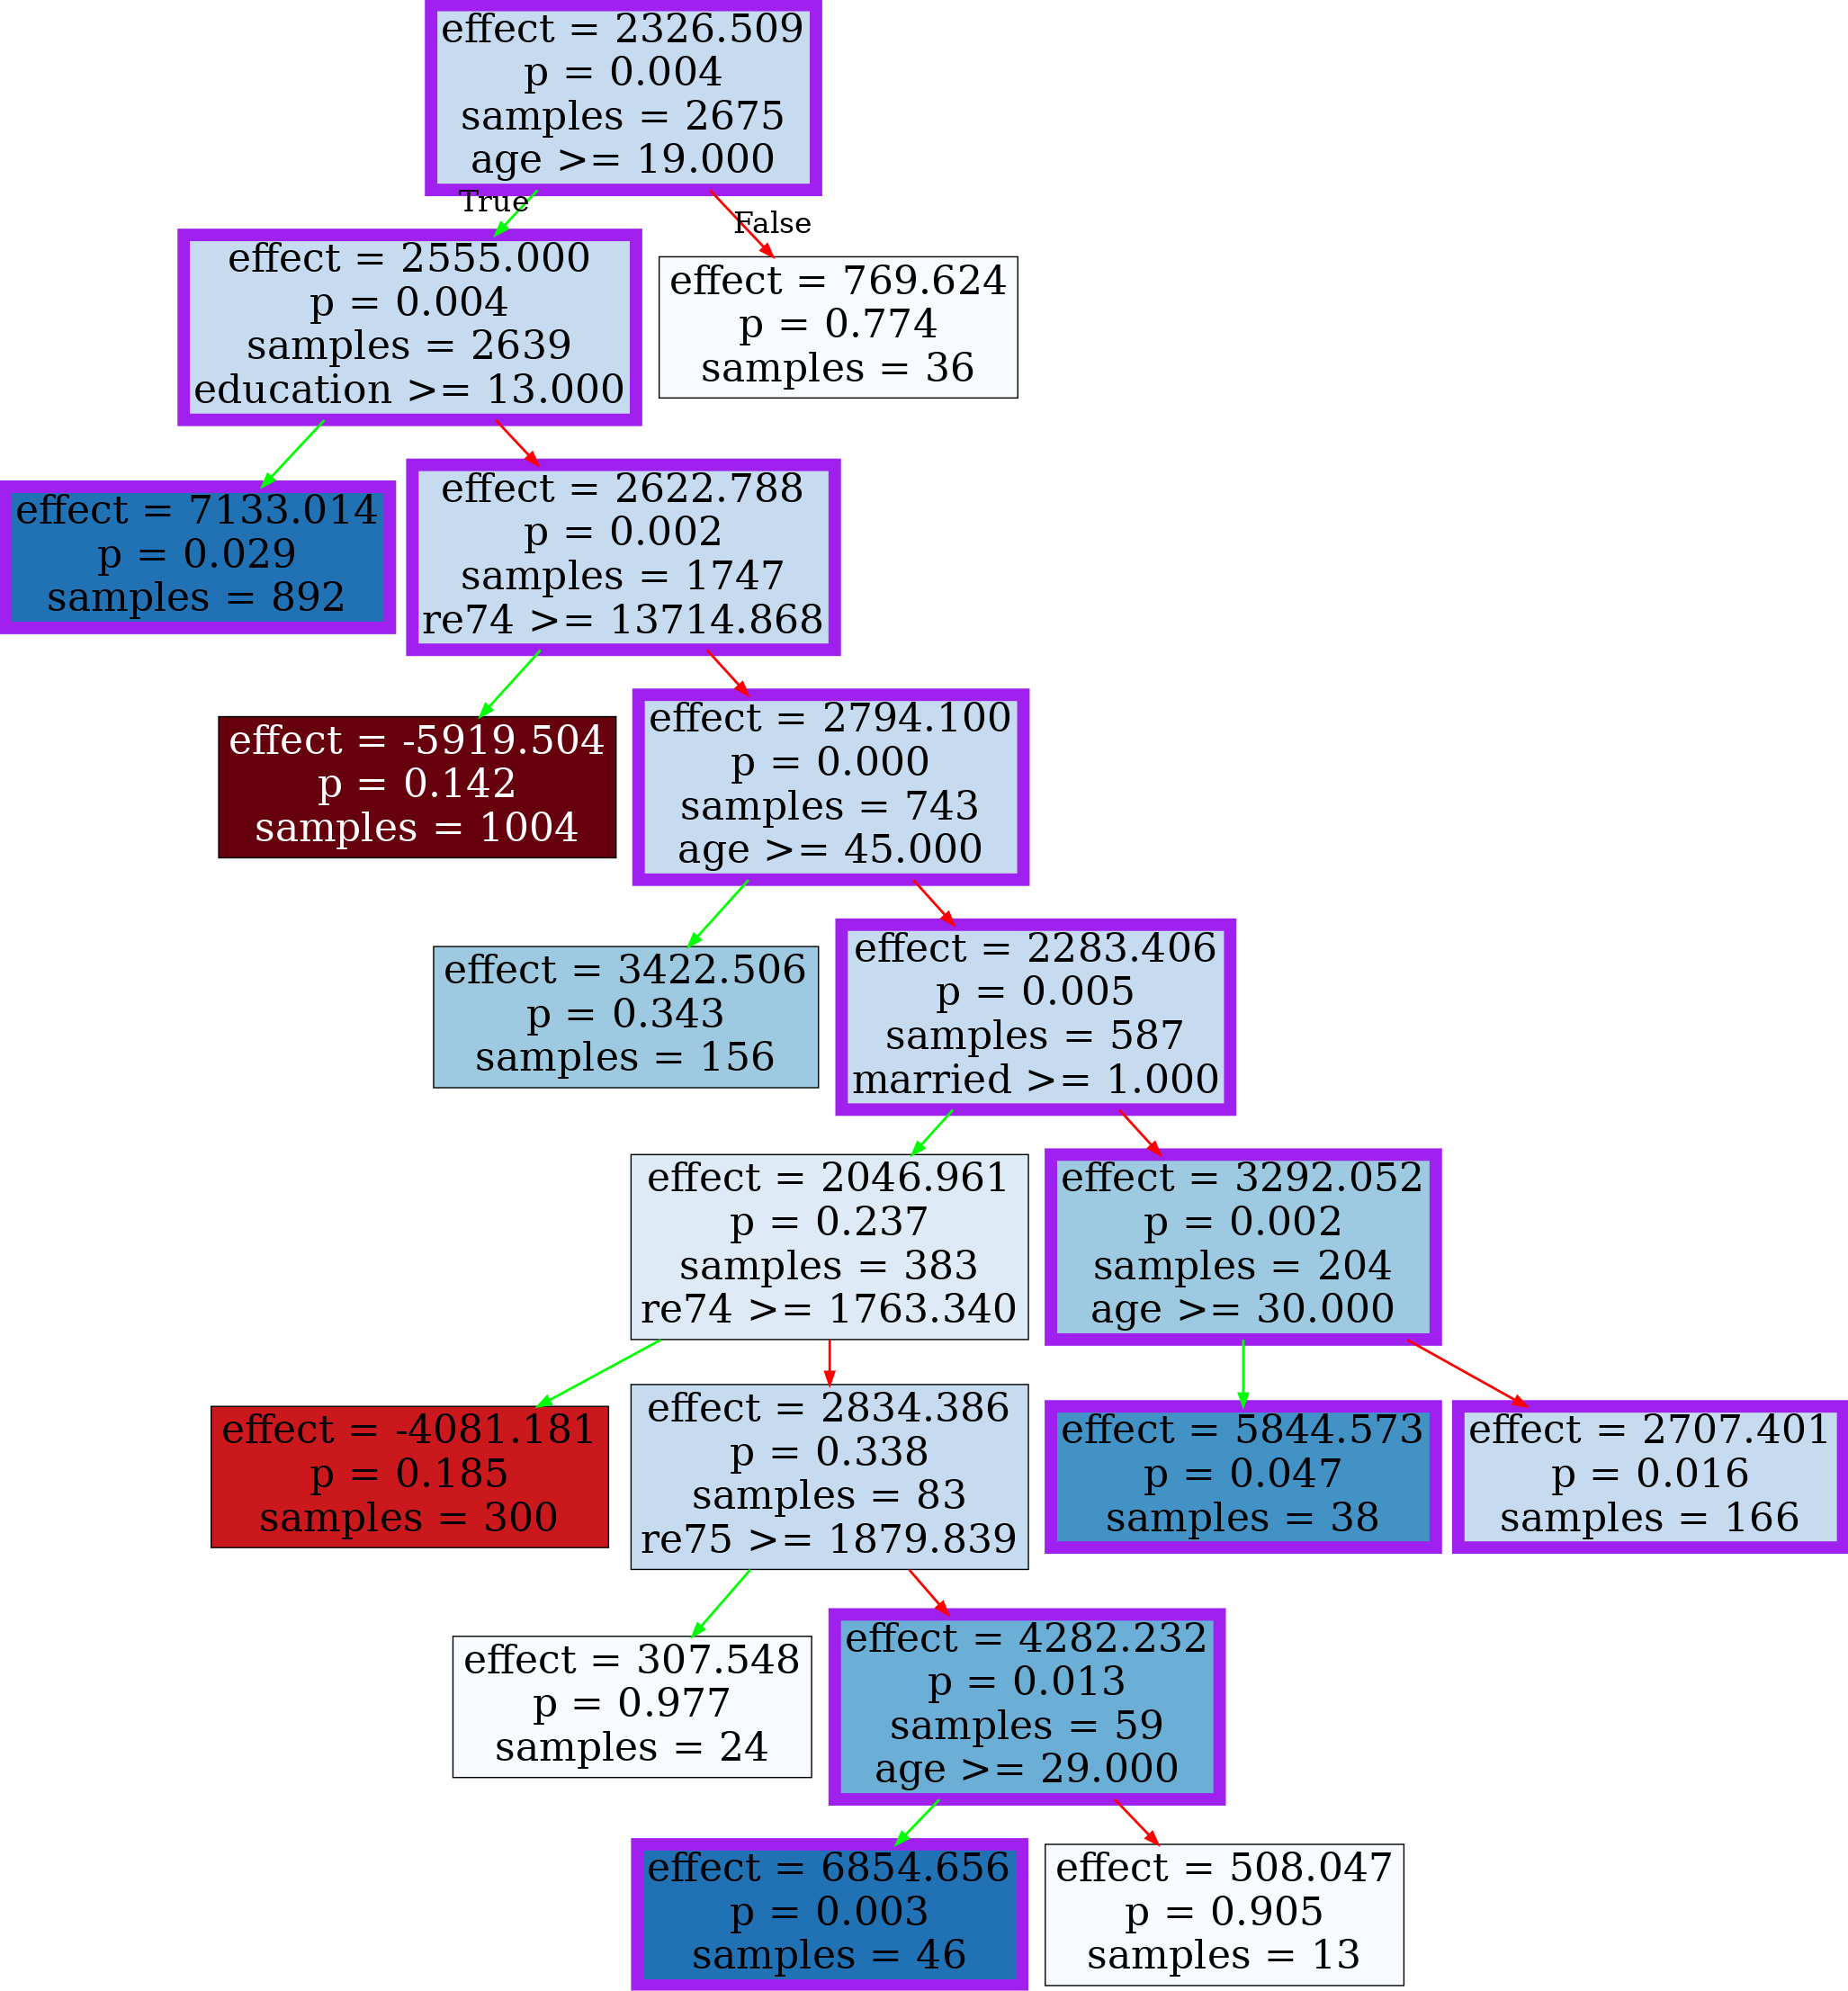 effect = 2326.509
p = 0.004
samples = 2675
age >= 19.000
True
False
effect = 2555.000
p = 0.004
samples = 2639
education >= 13.000
effect = 769.624
p = 0.774
samples = 36
effect = 7133.014
p = 0.029
samples = 892
effect = 2622.788
p = 0.002
samples = 1747
re74 >= 13714.868
effect = -5919.504
p = 0.142
samples = 1004
effect = 2794.100
p = 0.000
samples = 743
age >= 45.000
effect = 3422.506
p = 0.343
samples = 156
effect = 2283.406
p = 0.005
samples = 587
married >= 1.000
effect = 2046.961
p = 0.237
samples = 383
re74 >= 1763.340
effect = 3292.052
p = 0.002
samples = 204
age >= 30.000
effect = -4081.181
p = 0.185
samples = 300
effect = 2834.386
p = 0.338
samples = 83
re75 >= 1879.839
effect = 5844.573
p = 0.047
samples = 38
effect = 2707.401
p = 0.016
samples = 166
effect = 307.548
p = 0.977
samples = 24
effect = 4282.232
p = 0.013
samples = 59
age >= 29.000
effect = 6854.656
p = 0.003
samples = 46
effect = 508.047
p = 0.905
samples = 13